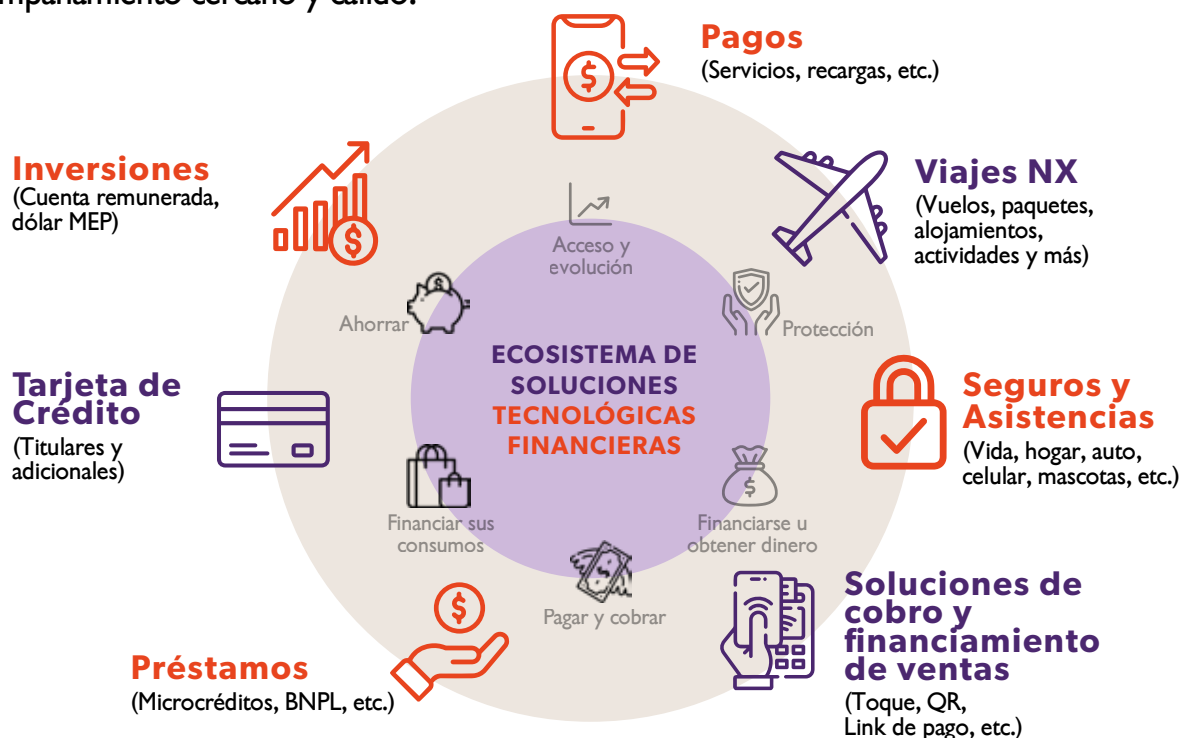 cercano y cálido.
Pagos
(Servicios, recargas, etc.)
Inversiones
(Cuenta remunerada,
dólar MEP)
Viajes NX
(Vuelos, paquetes,
alojamientos,
actividades y más)
Acceso y
evolución
Ahorrar
Protección
ECOSISTEMA DE
SOLUCIONES
TECNOLÓGICAS
FINANCIERAS
Tarjeta de
Crédito
(Titulares y
adicionales)
Seguros y
Asistencias
(Vida, hogar, auto,
celular, mascotas, etc.)
Financiar sus
consumos
Financiarse u
obtener dinero
Pagar y cobrar
Préstamos
(Microcréditos, BNPL, etc.)
Soluciones de
cobro y
financiamiento
de ventas
(Toque, QR,
Link de pago, etc.)